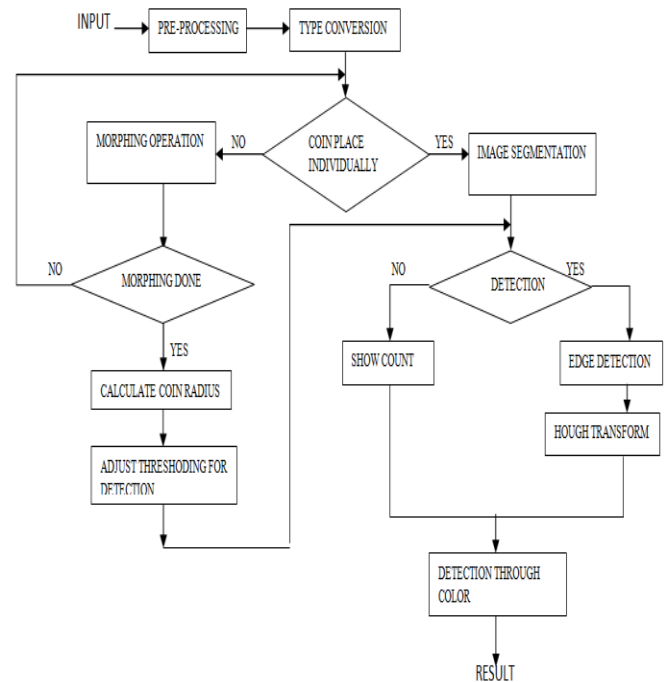 INPUT
PRE-PROCESSING
TYPE CONVERSION
MORPHING OPERATION
NO
COIN PLACE
INDIVIDUALLY
YES
IMAGE SEGMENTATION
NO
MORPHING DONE
YES
CALCULATE COIN RADIUS
ADJUST THRESHODING FOR
DETECTION
NO
DETECTION
YES
SHOW COUNT
EDGE DETECTION
HOUGH TRANSFORM
DETECTION THROUGH
COLOR
RESULT